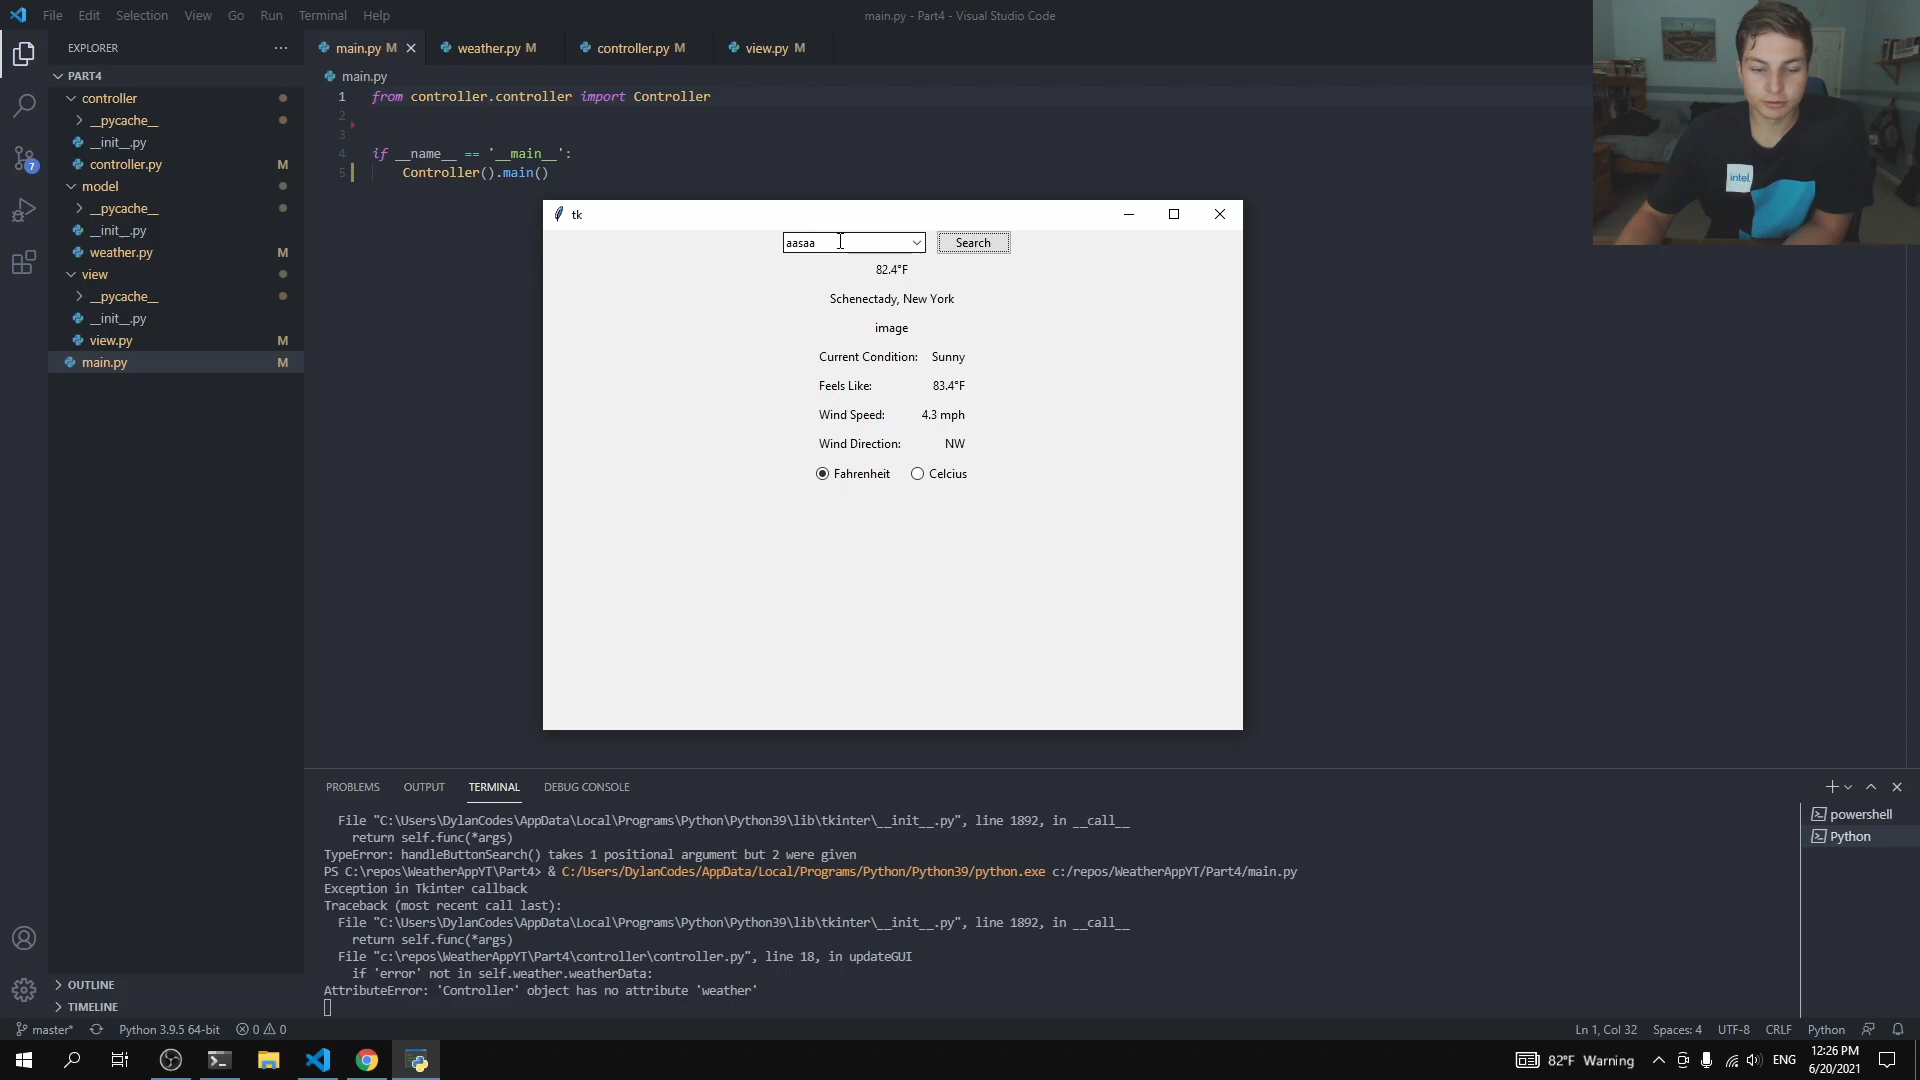 File Edit Selection View Go Run Terminal Help
main.py - Part4 - Visual Studio Code
EXPLORER
main.py M
weather.py M
controller.py M
view.py M
PART4
controller
__pycache__
__init__.py
controller.py M
model
__pycache__
__init__.py
weather.py M
view
__pycache__
__init__.py
view.py M
main.py M
OUTLINE
TIMELINE
7
main.py
1 from controller.controller import Controller
2
3
4 if __name__ == '__main__':
5 Controller().main()
intel
tk
aasaa Search
82.4°F
Schenectady, New York
image
Current Condition: Sunny
Feels Like: 83.4°F
Wind Speed: 4.3 mph
Wind Direction: NW
Fahrenheit Celcius
PROBLEMS OUTPUT TERMINAL DEBUG CONSOLE
File "C:\Users\DylanCodes\AppData\Local\Programs\Python\Python39\lib\tkinter\__init__.py", line 1892, in __call__
return self.func(*args)
TypeError: handleButtonSearch() takes 1 positional argument but 2 were given
PS C:\repos\WeatherAppYT\Part4> & C:/Users/DylanCodes/AppData/Local/Programs/Python/Python39/python.exe c:/repos/WeatherAppYT/Part4/main.py
Exception in Tkinter callback
Traceback (most recent call last):
File "C:\Users\DylanCodes\AppData\Local\Programs\Python\Python39\lib\tkinter\__init__.py", line 1892, in __call__
return self.func(*args)
File "c:\repos\WeatherAppYT\Part4\controller\controller.py", line 18, in updateGUI
if 'error' not in self.weather.weatherData:
AttributeError: 'Controller' object has no attribute 'weather'
powershell
Python
master* Python 3.9.5 64-bit 0 0
Ln 1, Col 32 Spaces: 4 UTF-8 CRLF Python
82°F Warning ENG
12:26 PM
6/20/2021